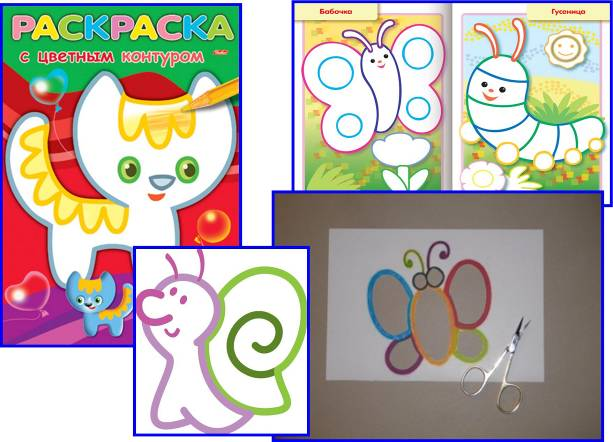 РАСКРАСКА
с цветным контуром
Бабочка
Гусеница